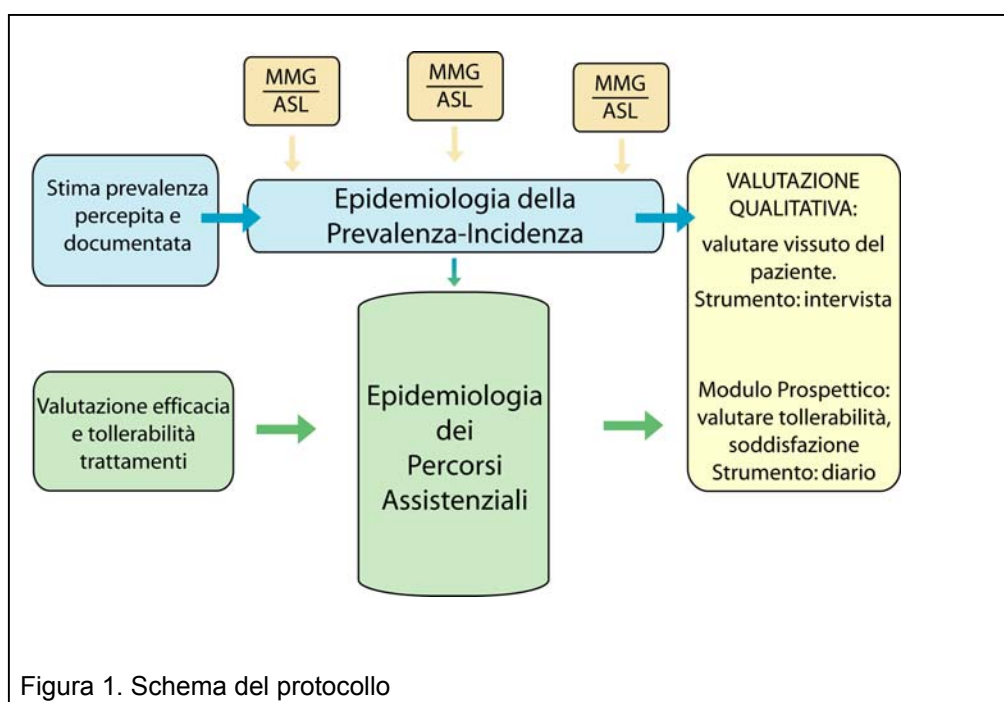 MMG
ASL
MMG
ASL
MMG
ASL
Stima prevalenza
percepita e
documentata
Epidemiologia della
Prevalenza-Incidenza
VALUTAZIONE
QUALITATIVA:
valutare vissuto del
paziente.
Strumento: intervista
Valutazione efficacia
e tollerabilità
trattamenti
Epidemiologia
dei
Percorsi
Assistenziali
Modulo Prospettico:
valutare tollerabilità,
soddisfazione
Strumento: diario
Figura 1. Schema del protocollo